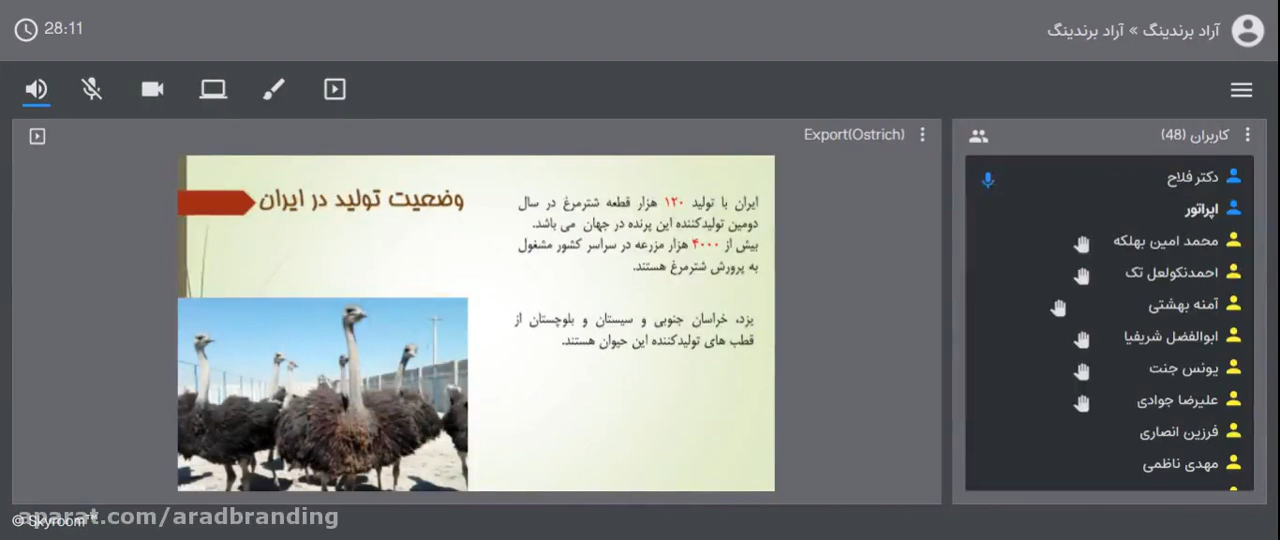 28:11
آراد برندینگ » آراد برندینگ
Export(Ostrich)
وضعیت تولید در ایران
ایران با تولید ۱۲۰ هزار قطعه شترمرغ در سال
دومین تولیدکننده این پرنده در جهان می باشد.
بیش از ۴۰۰۰ هزار مزرعه در سراسر کشور مشغول
به پرورش شترمرغ هستند.
یزد، خراسان جنوبی و سیستان و بلوچستان از
قطب های تولیدکننده این حیوان هستند.
کاربران (48)
دکتر فلاح
اپراتور
محمد امین بهلکه
احمدنکولعل تک
آمنه بهشتی
ابوالفضل شریفیا
یونس جنت
علیرضا جوادی
فرزین انصاری
مهدی ناظمی
© Skyroom™
aparat.com/aradbranding